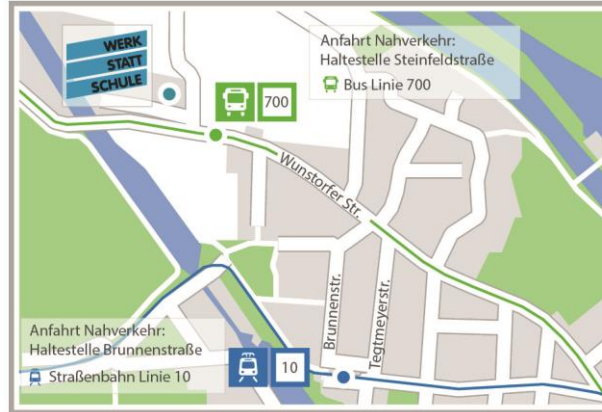 WERK
STATT
SCHULE
Anfahrt Nahverkehr:
Haltestelle Steinfeldstraße
Bus Linie 700
700
Wunstorfer Str.
Brunnenstr.
Tegtmeyerstr.
Anfahrt Nahverkehr:
Haltestelle Brunnenstraße
Straßenbahn Linie 10
10